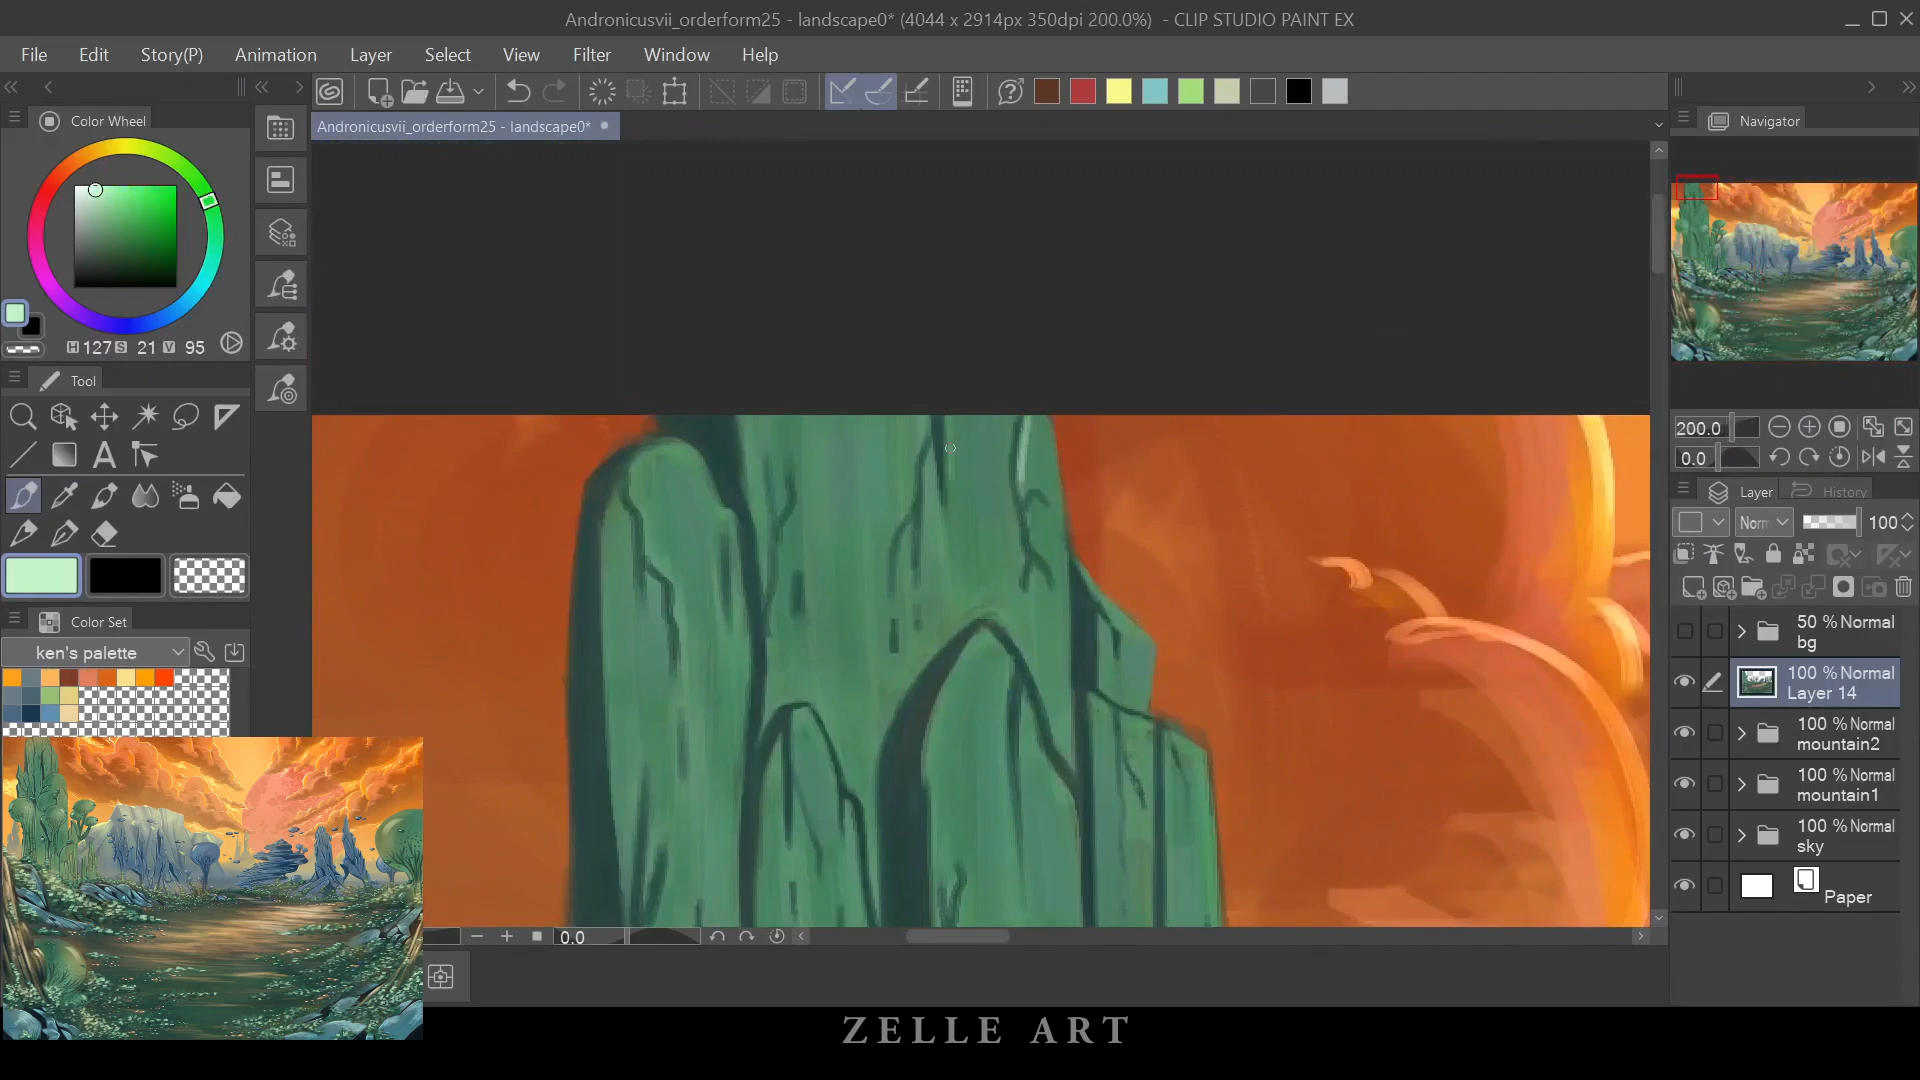 Andronicusvii_orderform25 - landscape0* (4044 x 2914px 350dpi 200.0%) - CLIP STUDIO PAINT EX
File Edit Story(P) Animation Layer Select View Filter Window Help
Andronicusvii_orderform25 - landscape0*
Color Wheel
H 127 S 21 V 95
Tool
Color Set
ken's palette
Navigator
200.0
0.0
Layer History
Norm 100
50 % Normal
bg
100 % Normal
Layer 14
100 % Normal
mountain2
100 % Normal
mountain1
100 % Normal
sky
Paper
0.0
ZELLE ART